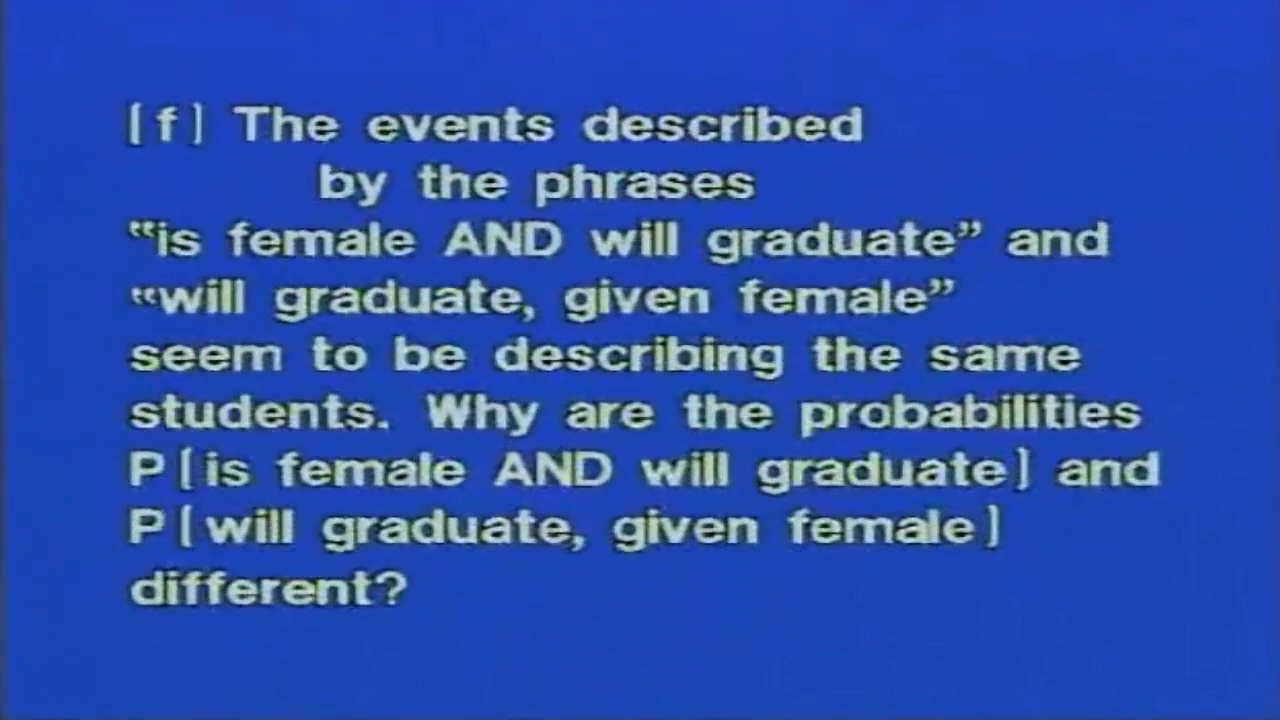 [f] The events described
by the phrases
“is female AND will graduate” and
“will graduate, given female”
seem to be describing the same
students. Why are the probabilities
P[is female AND will graduate] and
P[will graduate, given female]
different?